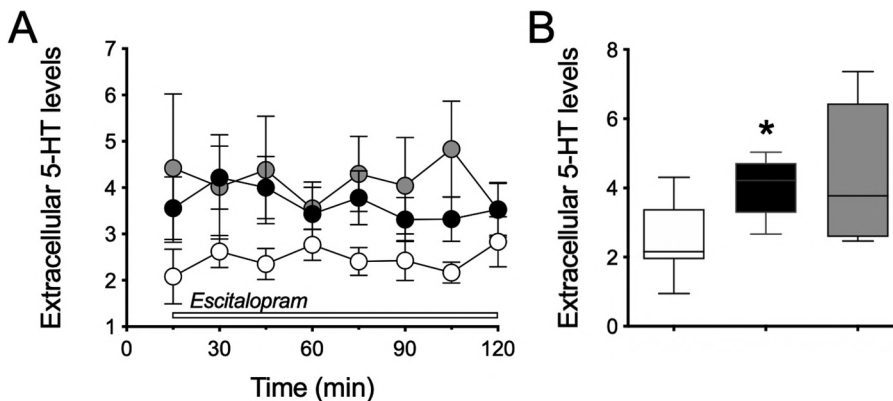 A
Extracellular 5-HT levels
7
6
5
4
3
2
1
Escitalopram
0 30 60 90 120
Time (min)
B
Extracellular 5-HT levels
8
6
4
2
0
*